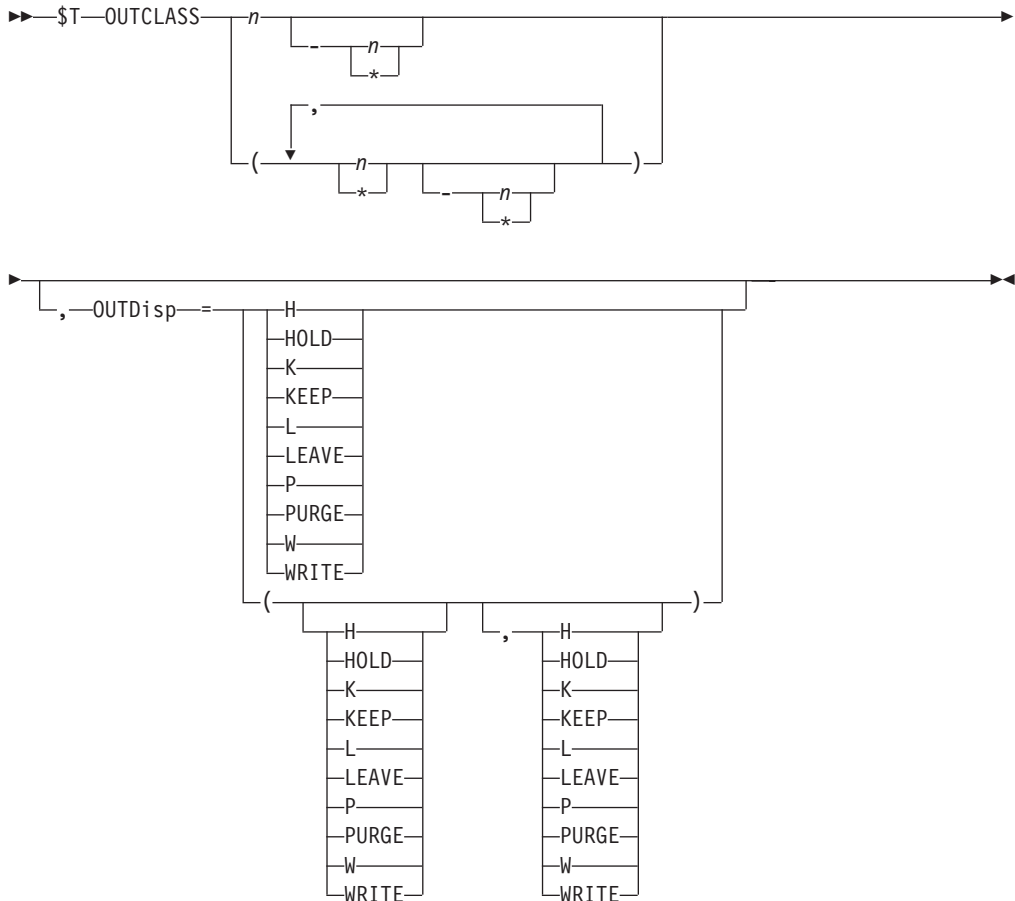 $T OUTCLASS n
- n
*
,
( n - n )
* *
, OUTDisp = H
HOLD
K
KEEP
L
LEAVE
P
PURGE
W
WRITE
( H , H )
HOLD HOLD
K K
KEEP KEEP
L L
LEAVE LEAVE
P P
PURGE PURGE
W W
WRITE WRITE